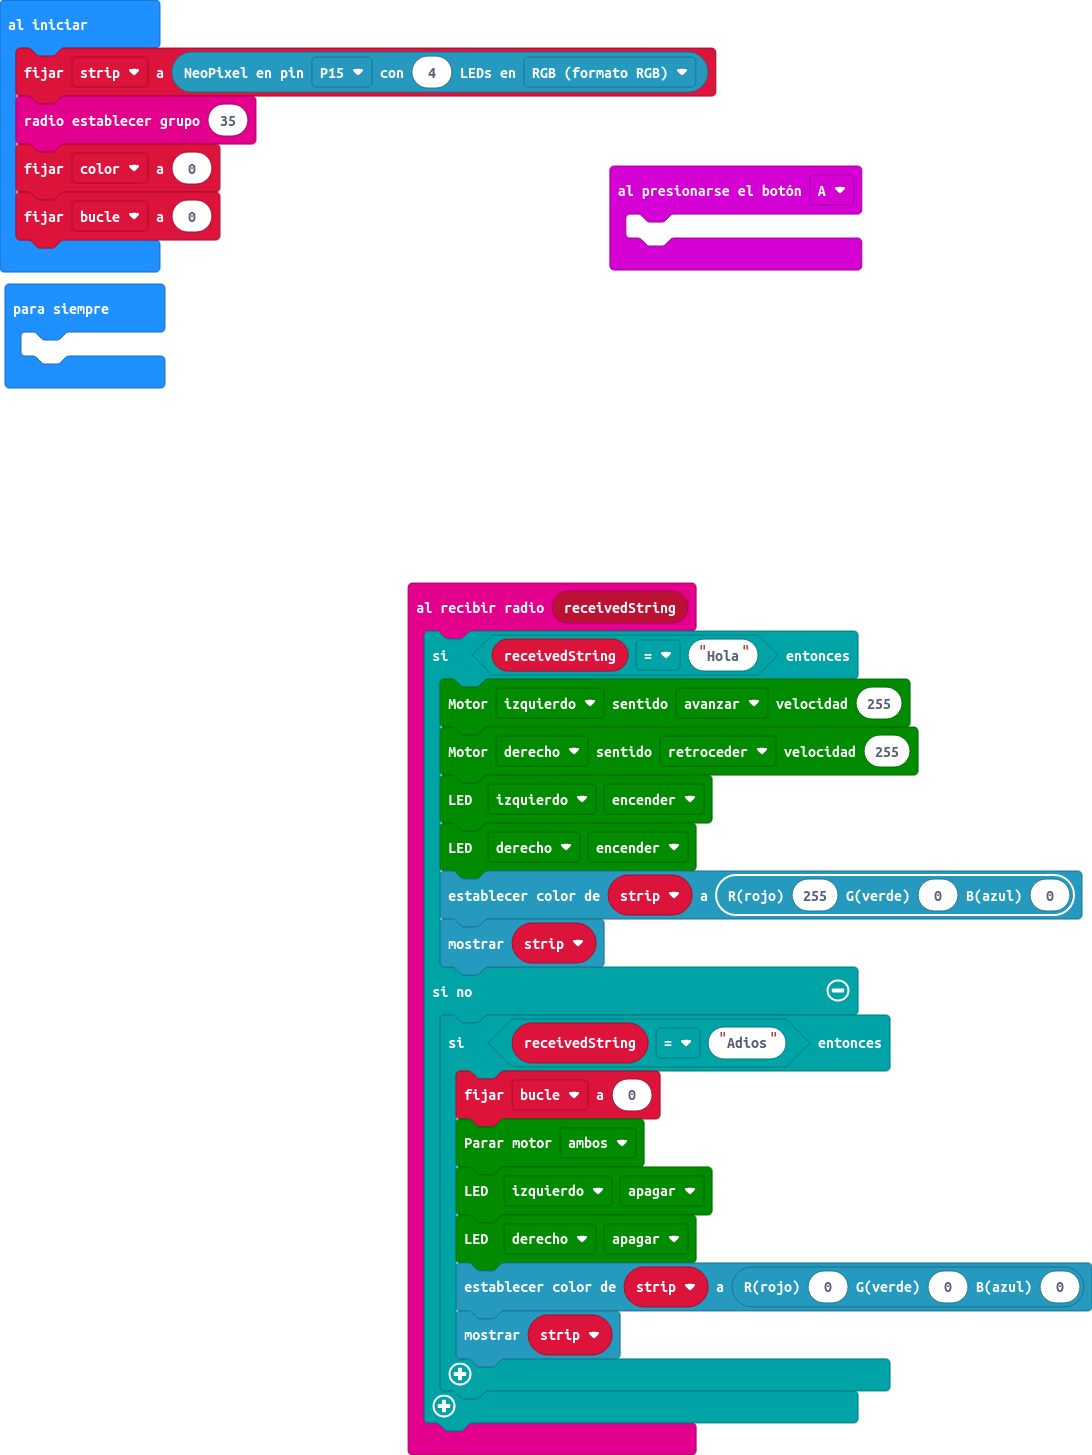 al iniciar
fijar strip a NeoPixel en pin P15 con 4 LEDs en RGB (formato RGB)
radio establecer grupo 35
fijar color a 0
fijar bucle a 0
al presionarse el botón A
para siempre
al recibir radio receivedString
si receivedString = "Hola" entonces
Motor izquierdo sentido avanzar velocidad 255
Motor derecho sentido retroceder velocidad 255
LED izquierdo encender
LED derecho encender
establecer color de strip a R(rojo) 255 G(verde) 0 B(azul) 0
mostrar strip
si no
si receivedString = "Adios" entonces
fijar bucle a 0
Parar motor ambos
LED izquierdo apagar
LED derecho apagar
establecer color de strip a R(rojo) 0 G(verde) 0 B(azul) 0
mostrar strip